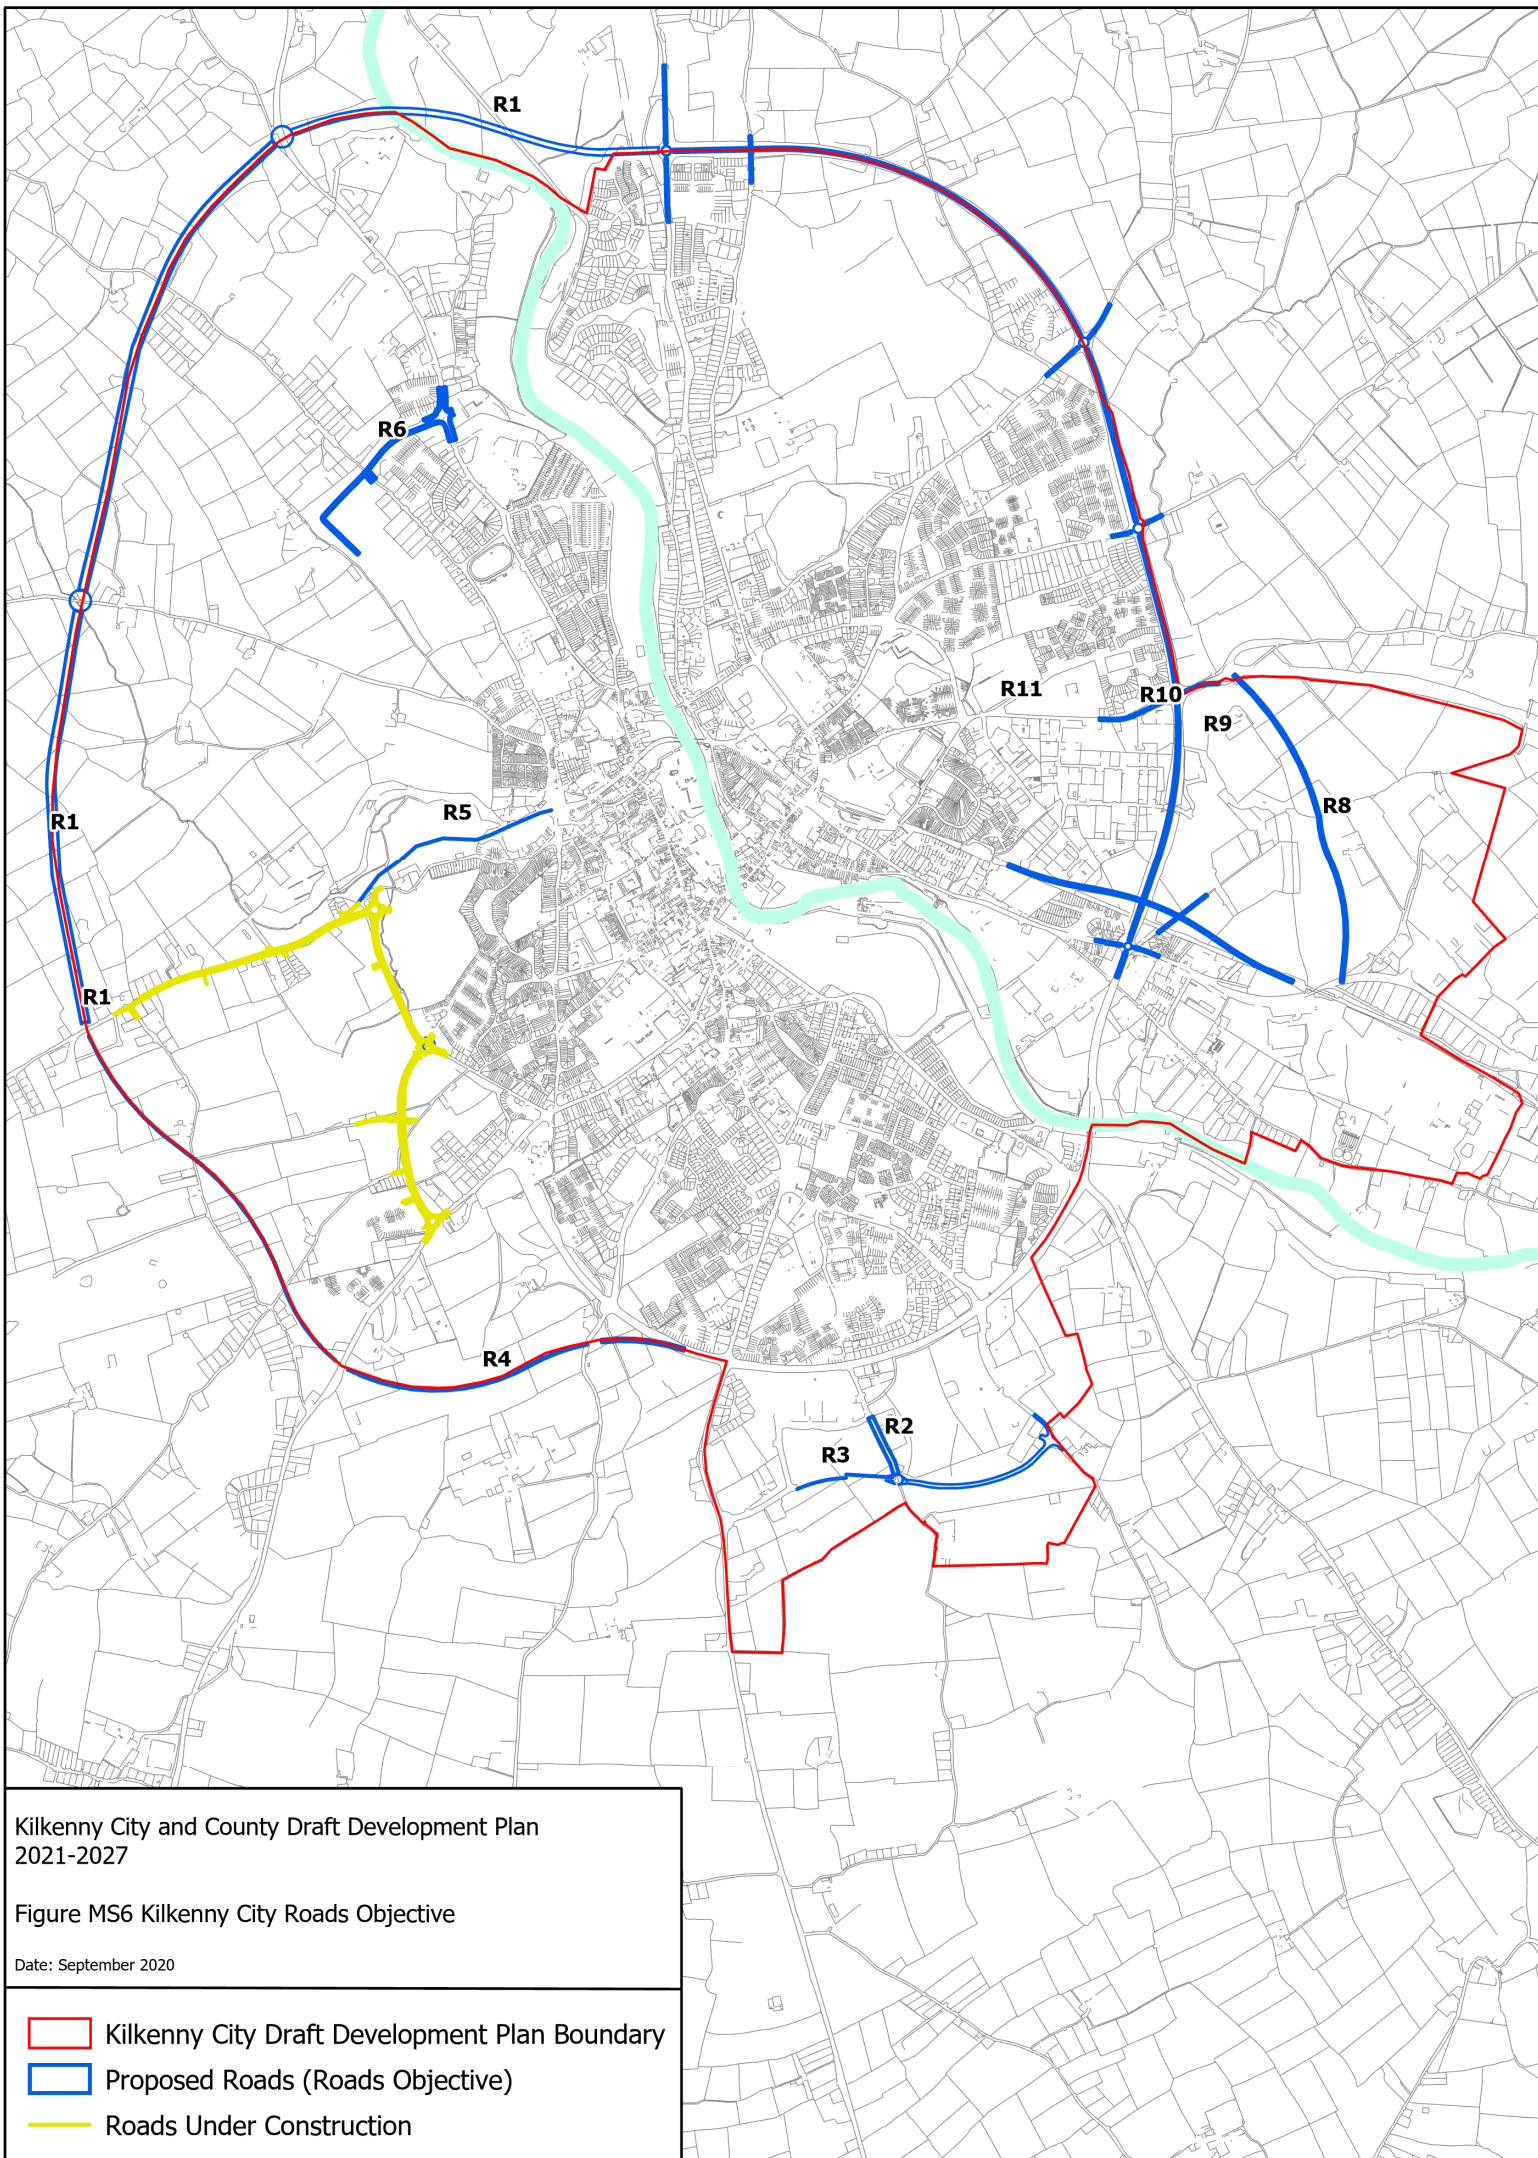 R1
R6
R11
R10
R9
R5
R8
R1
R1
R4
R2
R3
Kilkenny City and County Draft Development Plan
2021-2027
Figure MS6 Kilkenny City Roads Objective
Date: September 2020
Kilkenny City Draft Development Plan Boundary
Proposed Roads (Roads Objective)
Roads Under Construction